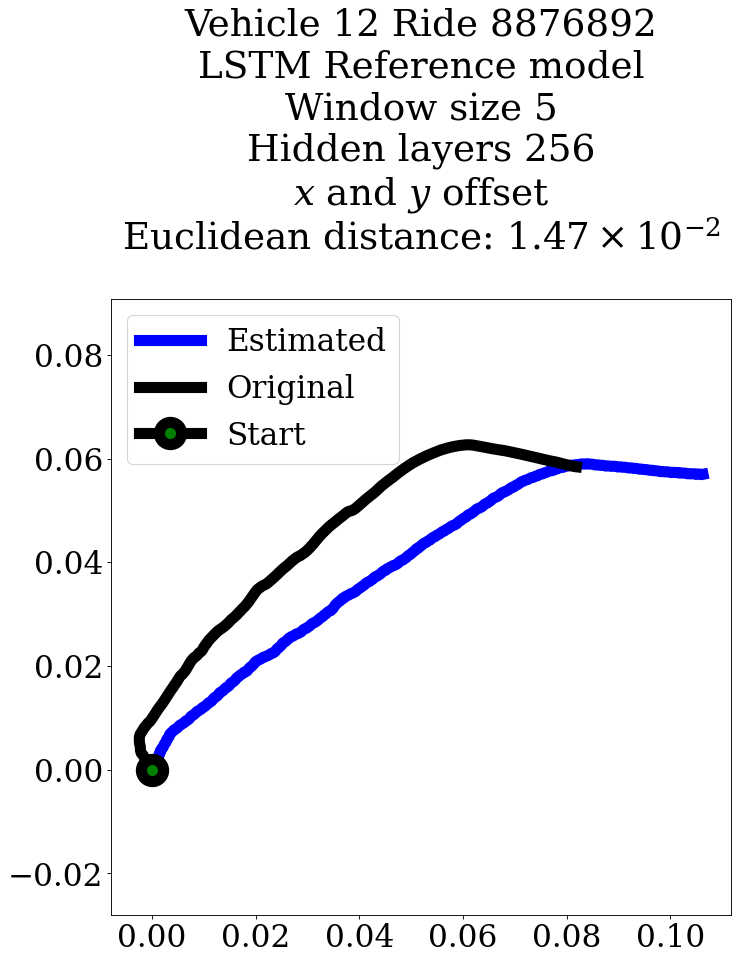 Vehicle 12 Ride 8876892
LSTM Reference model
Window size 5
Hidden layers 256
x and y offset
Euclidean distance: 1.47 × 10⁻²
Estimated
Original
Start
0.08
0.06
0.04
0.02
0.00
−0.02
0.00 0.02 0.04 0.06 0.08 0.10